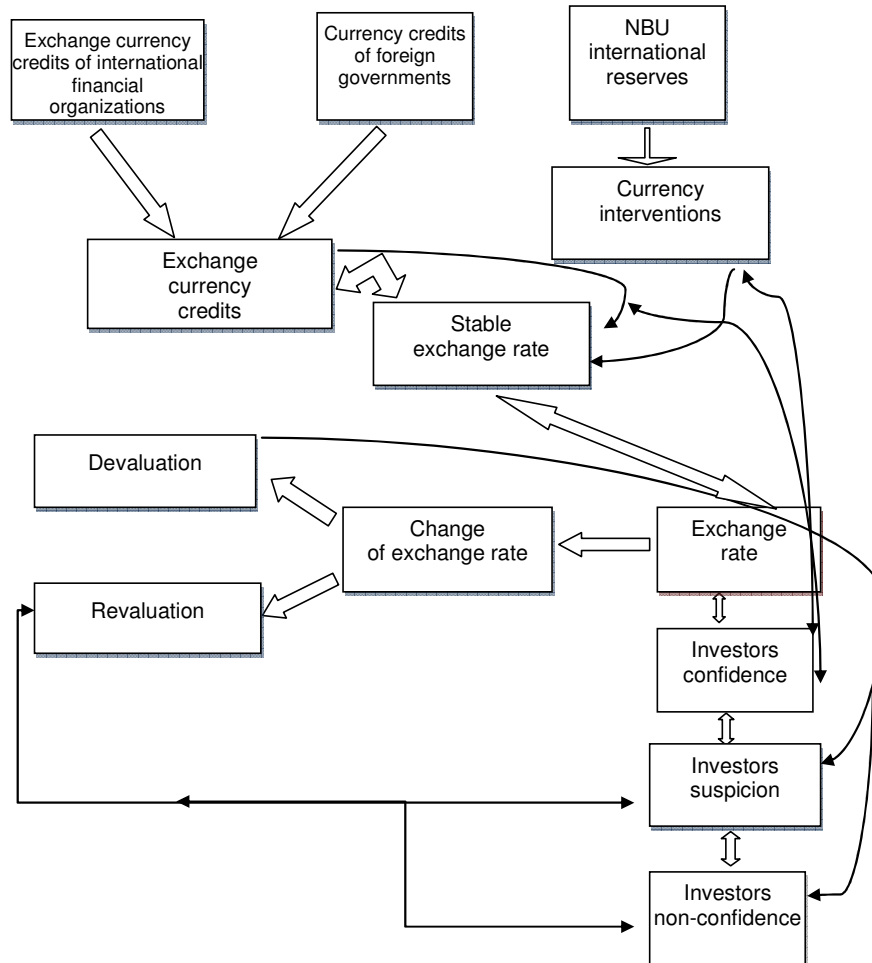 Exchange currency
credits of international
financial
organizations
Currency credits
of foreign
governments
NBU
international
reserves
Currency
interventions
Exchange
currency
credits
Stable
exchange rate
Devaluation
Change
of exchange rate
Exchange
rate
Revaluation
Investors
confidence
Investors
suspicion
Investors
non-confidence